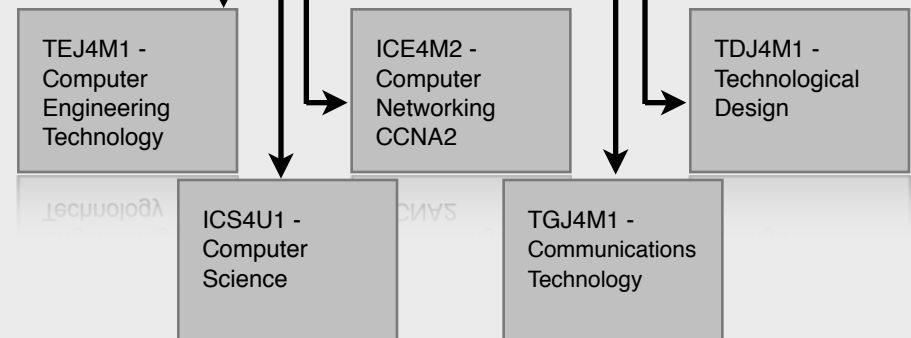 TEJ4M1 -
Computer
Engineering
Technology
ICE4M2 -
Computer
Networking
CCNA2
TDJ4M1 -
Technological
Design
ICS4U1 -
Computer
Science
TGJ4M1 -
Communications
Technology